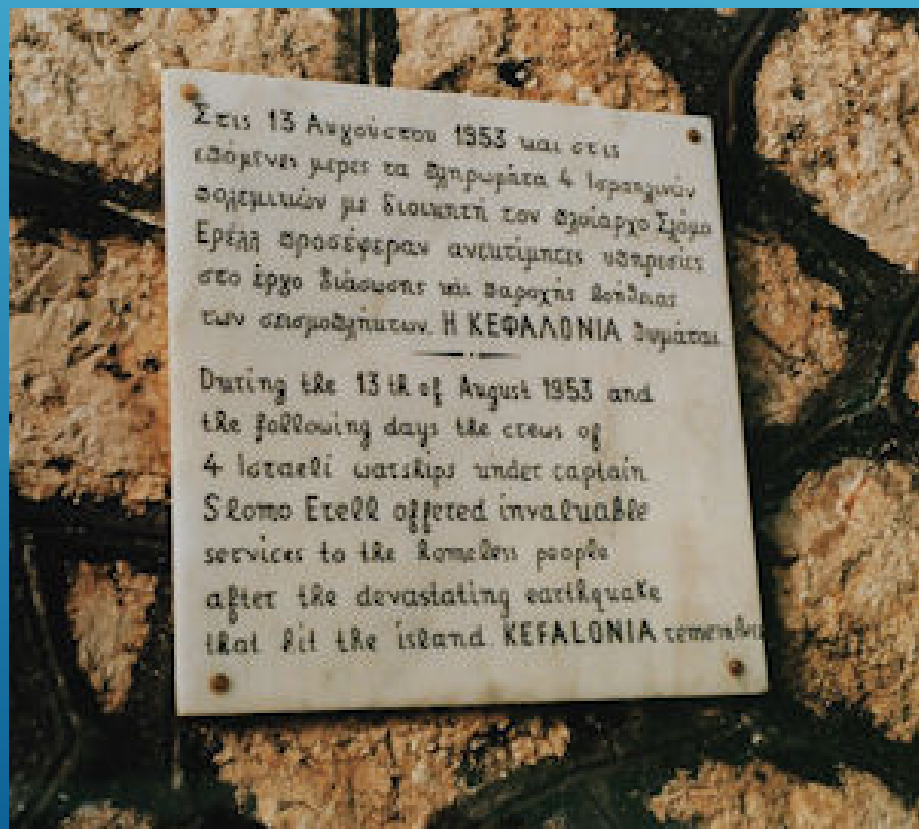 Στις 13 Αυγούστου 1953 και στις
επόμενες μερες τα πληρωμάτα 4 Ισραηλινών
πολεμικών με διοικητή τον πλοίαρχο Σλόμο
Ερέλλ προσέφεραν ανεκτίμητες υπηρεσίες
στο έργο διάσωσης και παροχής βοήθειας
των σεισμοπλήκτων. Η ΚΕΦΑΛΟΝΙΑ θυμάται
During the 13th of August 1953 and
the following days the crews of
4 Israeli warships under captain
Slomo Erell offered invaluable
services to the homeless people
after the devastating earthquake
that hit the island. KEFALONIA remembers